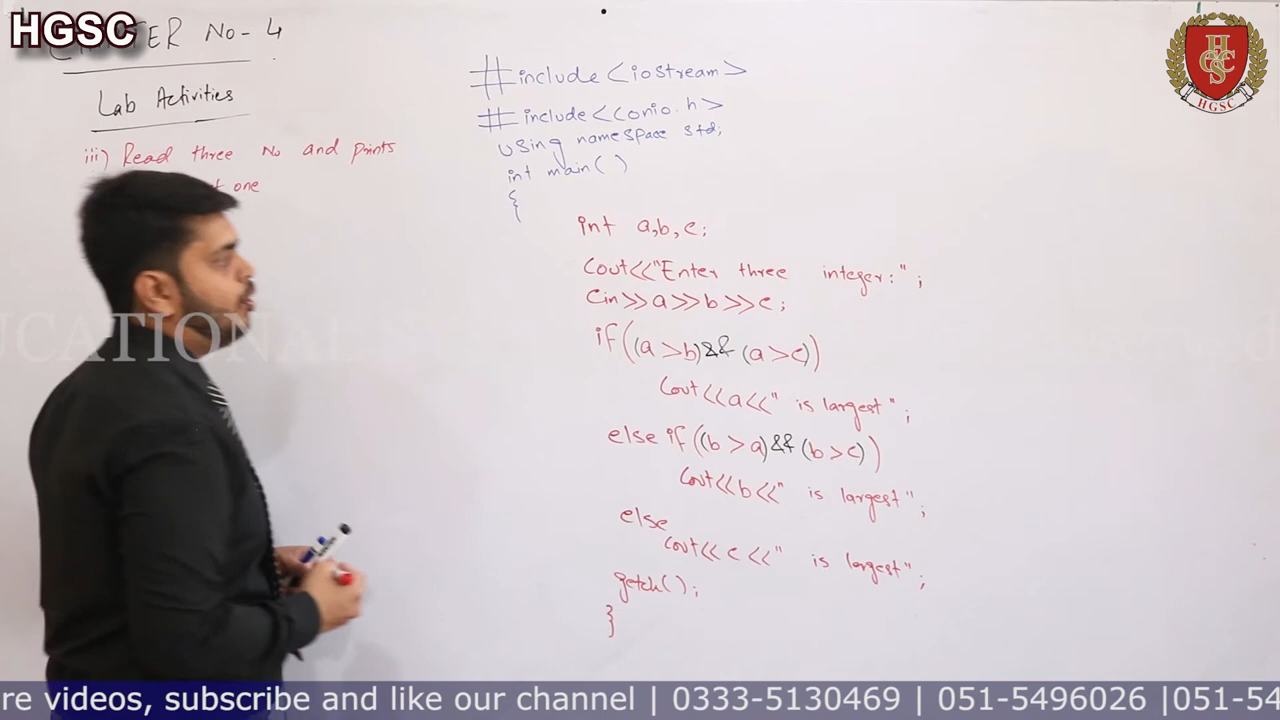 HGSC
No-4
Lab Activities
iii) Read three No and prints
one
#include<iostream>
#include<conio.h>
using namespace std;
int main()
{
int a,b,c;
Cout<<"Enter three integer:";
Cin>>a>>b>>c;
if((a>b)&&(a>c))
Cout<<a<<" is largest";
else if((b>a)&&(b>c))
Cout<<b<<" is largest";
else
Cout<<c<<" is largest";
getch();
}
HGSC
re videos, subscribe and like our channel | 0333-5130469 | 051-5496026 |051-54